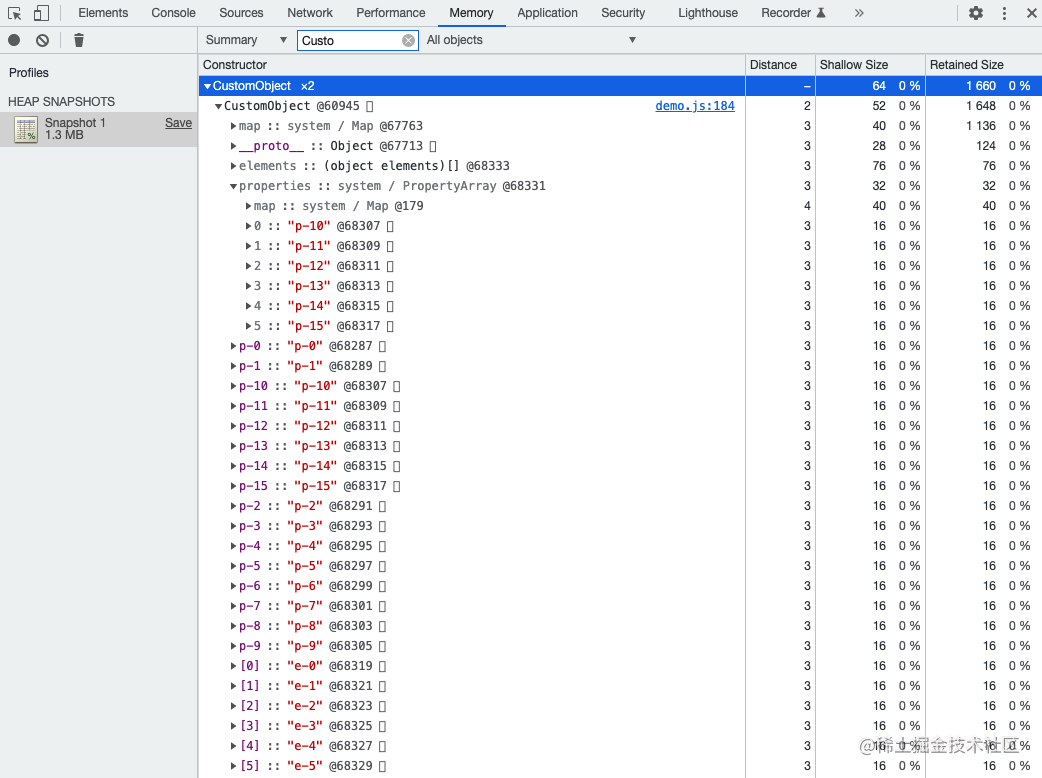 Elements Console Sources Network Performance Memory Application Security Lighthouse Recorder »
Summary Custo All objects
Profiles
HEAP SNAPSHOTS
Snapshot 1 Save
1.3 MB
Constructor Distance Shallow Size Retained Size
CustomObject ×2 – 64 0 % 1 660 0 %
CustomObject @60945 demo.js:184 2 52 0 % 1 648 0 %
map :: system / Map @67763 3 40 0 % 1 136 0 %
__proto__ :: Object @67713 3 28 0 % 124 0 %
elements :: (object elements)[] @68333 3 76 0 % 76 0 %
properties :: system / PropertyArray @68331 3 32 0 % 32 0 %
map :: system / Map @179 4 40 0 % 40 0 %
0 :: "p-10" @68307 3 16 0 % 16 0 %
1 :: "p-11" @68309 3 16 0 % 16 0 %
2 :: "p-12" @68311 3 16 0 % 16 0 %
3 :: "p-13" @68313 3 16 0 % 16 0 %
4 :: "p-14" @68315 3 16 0 % 16 0 %
5 :: "p-15" @68317 3 16 0 % 16 0 %
p-0 :: "p-0" @68287 3 16 0 % 16 0 %
p-1 :: "p-1" @68289 3 16 0 % 16 0 %
p-10 :: "p-10" @68307 3 16 0 % 16 0 %
p-11 :: "p-11" @68309 3 16 0 % 16 0 %
p-12 :: "p-12" @68311 3 16 0 % 16 0 %
p-13 :: "p-13" @68313 3 16 0 % 16 0 %
p-14 :: "p-14" @68315 3 16 0 % 16 0 %
p-15 :: "p-15" @68317 3 16 0 % 16 0 %
p-2 :: "p-2" @68291 3 16 0 % 16 0 %
p-3 :: "p-3" @68293 3 16 0 % 16 0 %
p-4 :: "p-4" @68295 3 16 0 % 16 0 %
p-5 :: "p-5" @68297 3 16 0 % 16 0 %
p-6 :: "p-6" @68299 3 16 0 % 16 0 %
p-7 :: "p-7" @68301 3 16 0 % 16 0 %
p-8 :: "p-8" @68303 3 16 0 % 16 0 %
p-9 :: "p-9" @68305 3 16 0 % 16 0 %
[0] :: "e-0" @68319 3 16 0 % 16 0 %
[1] :: "e-1" @68321 3 16 0 % 16 0 %
[2] :: "e-2" @68323 3 16 0 % 16 0 %
[3] :: "e-3" @68325 3 16 0 % 16 0 %
[4] :: "e-4" @68327 3 16 0 % 16 0 %
@稀土掘金技术社区
[5] :: "e-5" @68329 3 16 0 % 16 0 %